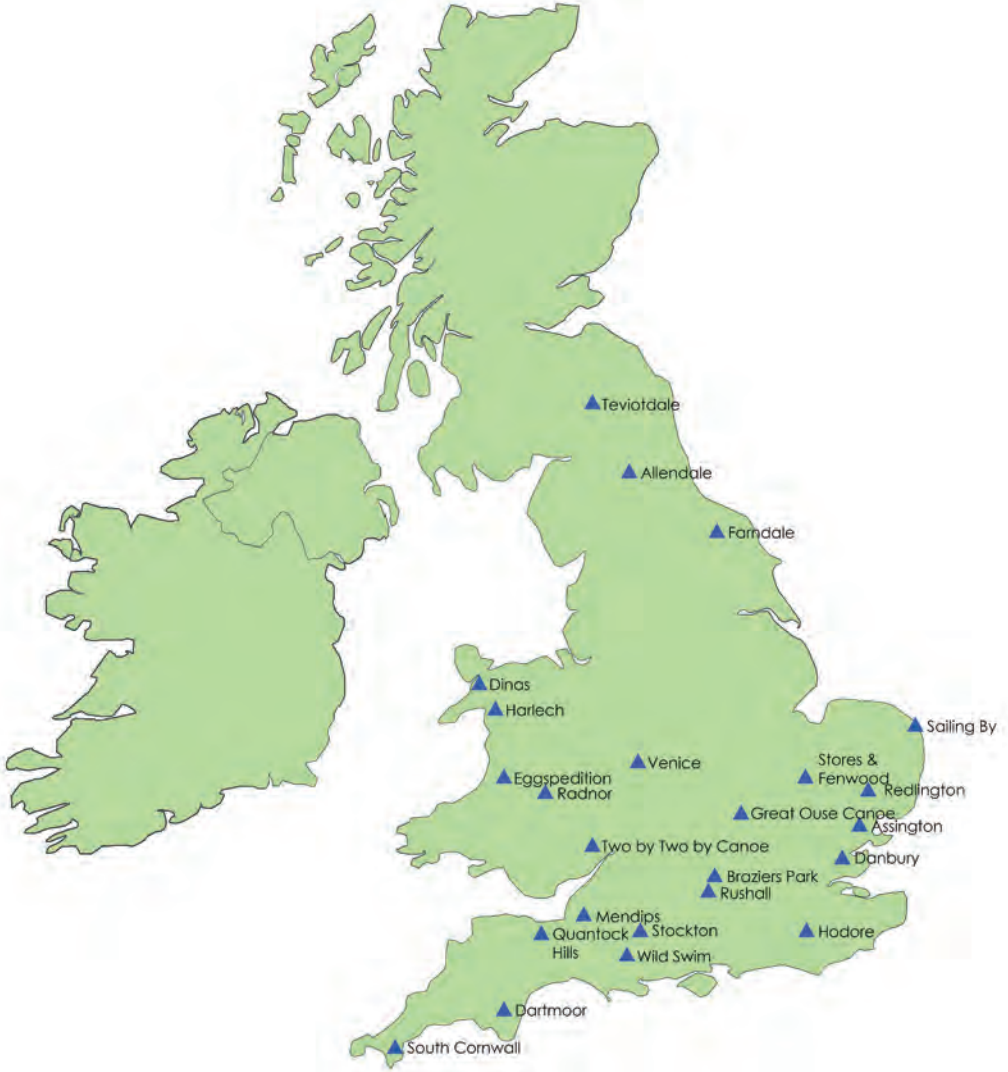 Teviotdale
Allendale
Farndale
Dinas
Harlech
Sailing By
Venice
Stores &
Fenwood
Eggspedition
Radnor
Redlington
Great Ouse Canoe
Assington
Two by Two by Canoe
Danbury
Braziers Park
Rushall
Mendips
Quantock
Hills
Stockton
Hodore
Wild Swim
Dartmoor
South Cornwall